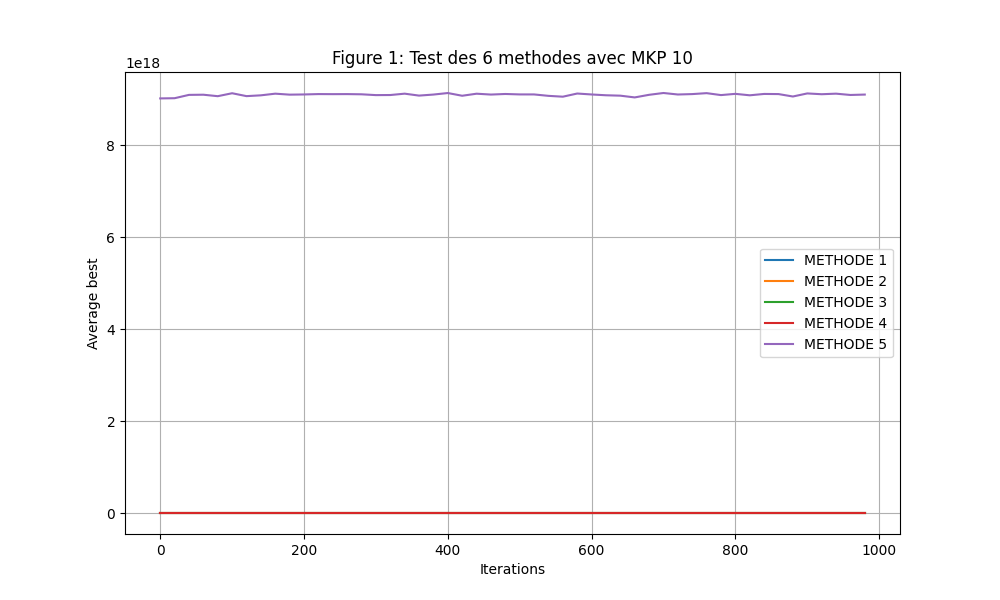 Figure 1: Test des 6 methodes avec MKP 10
1e18
8
6
4
2
0
Average best
METHODE 1
METHODE 2
METHODE 3
METHODE 4
METHODE 5
0 200 400 600 800 1000
Iterations